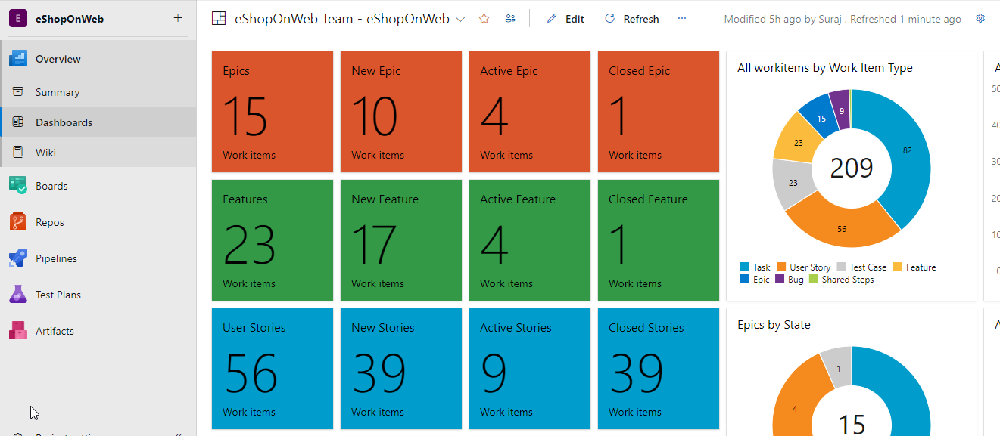 E eShopOnWeb +
Overview
Summary
Dashboards
Wiki
Boards
Repos
Pipelines
Test Plans
Artifacts
eShopOnWeb Team - eShopOnWeb
Edit
Refresh
Modified 5h ago by Suraj , Refreshed 1 minute ago
Epics
15
Work items
New Epic
10
Work items
Active Epic
4
Work items
Closed Epic
1
Work items
Features
23
Work items
New Feature
17
Work items
Active Feature
4
Work items
Closed Feature
1
Work items
User Stories
56
Work items
New Stories
39
Work items
Active Stories
9
Work items
Closed Stories
39
Work items
All workitems by Work Item Type
82
56
23
23
15
9
209
Task User Story Test Case Feature
Epic Bug Shared Steps
Epics by State
1
4
15
A
50
40
30
20
10
0
A